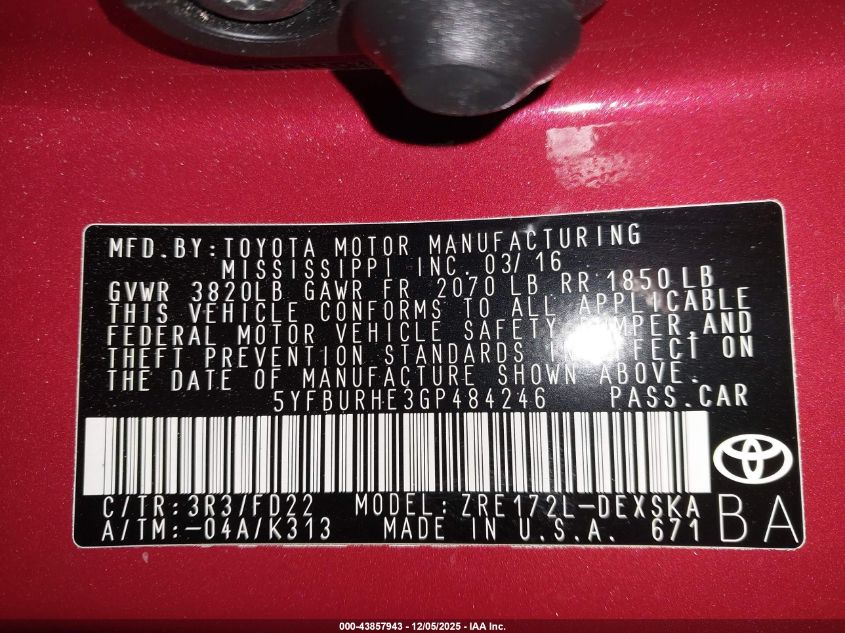 MFD.BY:TOYOTA MOTOR MANUFACTURING
MISSISSIPPI INC. 03/16
GVWR 3820LB GAWR FR 2070 LB RR 1850 LB
THIS VEHICLE CONFORMS TO ALL APPLICABLE
FEDERAL MOTOR VEHICLE SAFETY, BUMPER,AND
THEFT PREVENTION STANDARDS IN EFFECT ON
THE DATE OF MANUFACTURE SHOWN ABOVE.
5YFBURHE3GP484246 PASS.CAR
C/TR:3R3/FD22 MODEL:ZRE172L-DEXSKA
A/TM:-04A/K313 MADE IN U.S.A. 671
BA
000-43857943 - 12/05/2025 - IAA Inc.